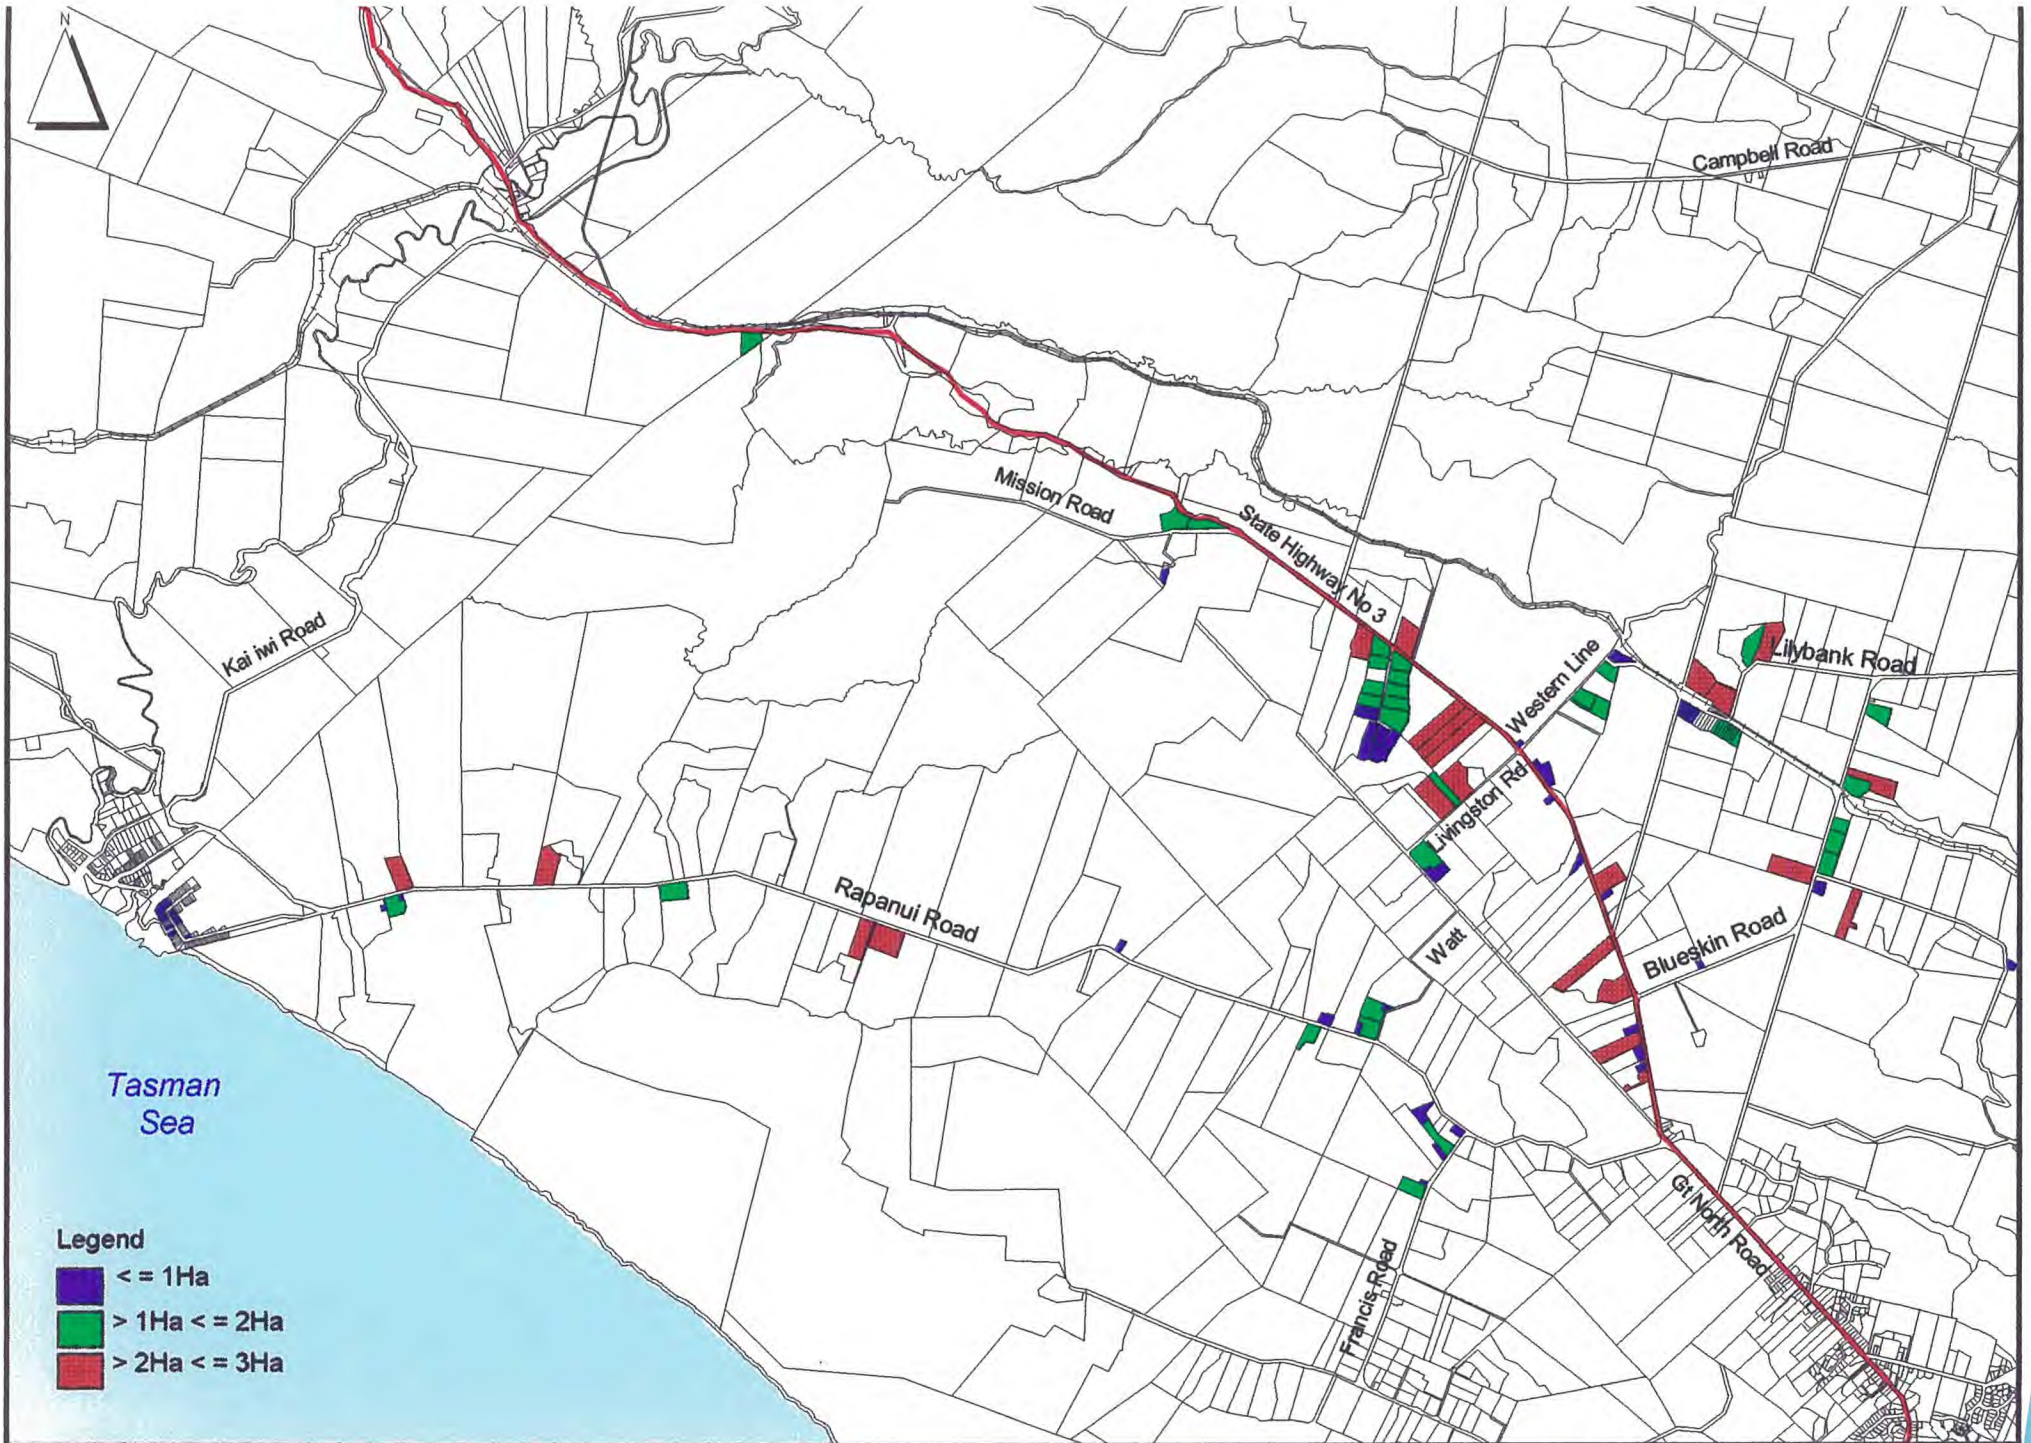 N
Campbell Road
Mission Road
State Highway No 3
Kai iwi Road
Western Line
Lilybank Road
Livingston Rd
Rapanui Road
Watt
Blueskin Road
Tasman
Sea
Gt North Road
Francis Road
Legend
< = 1Ha
> 1Ha < = 2Ha
> 2Ha < = 3Ha